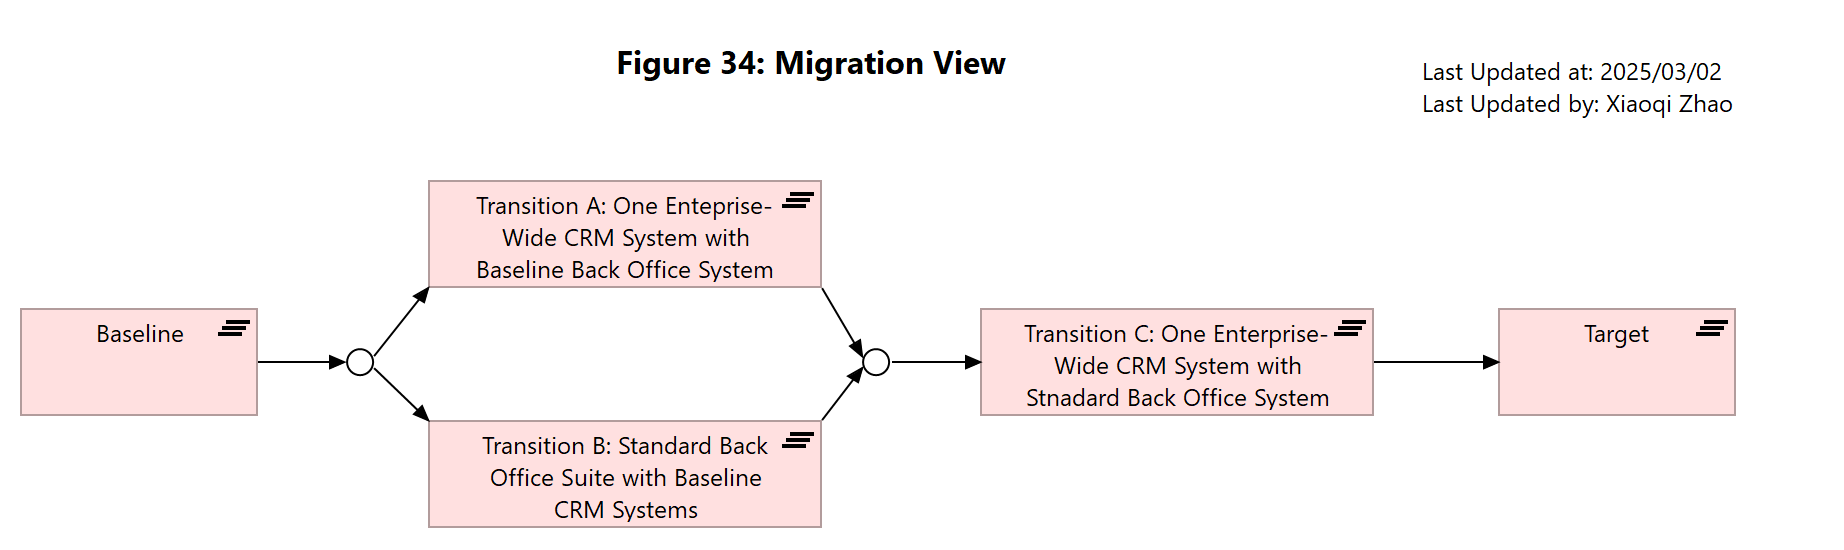 Figure 34: Migration View
Last Updated at: 2025/03/02
Last Updated by: Xiaoqi Zhao
Baseline
Transition A: One Enteprise-
Wide CRM System with
Baseline Back Office System
Transition B: Standard Back
Office Suite with Baseline
CRM Systems
Transition C: One Enterprise-
Wide CRM System with
Stnadard Back Office System
Target